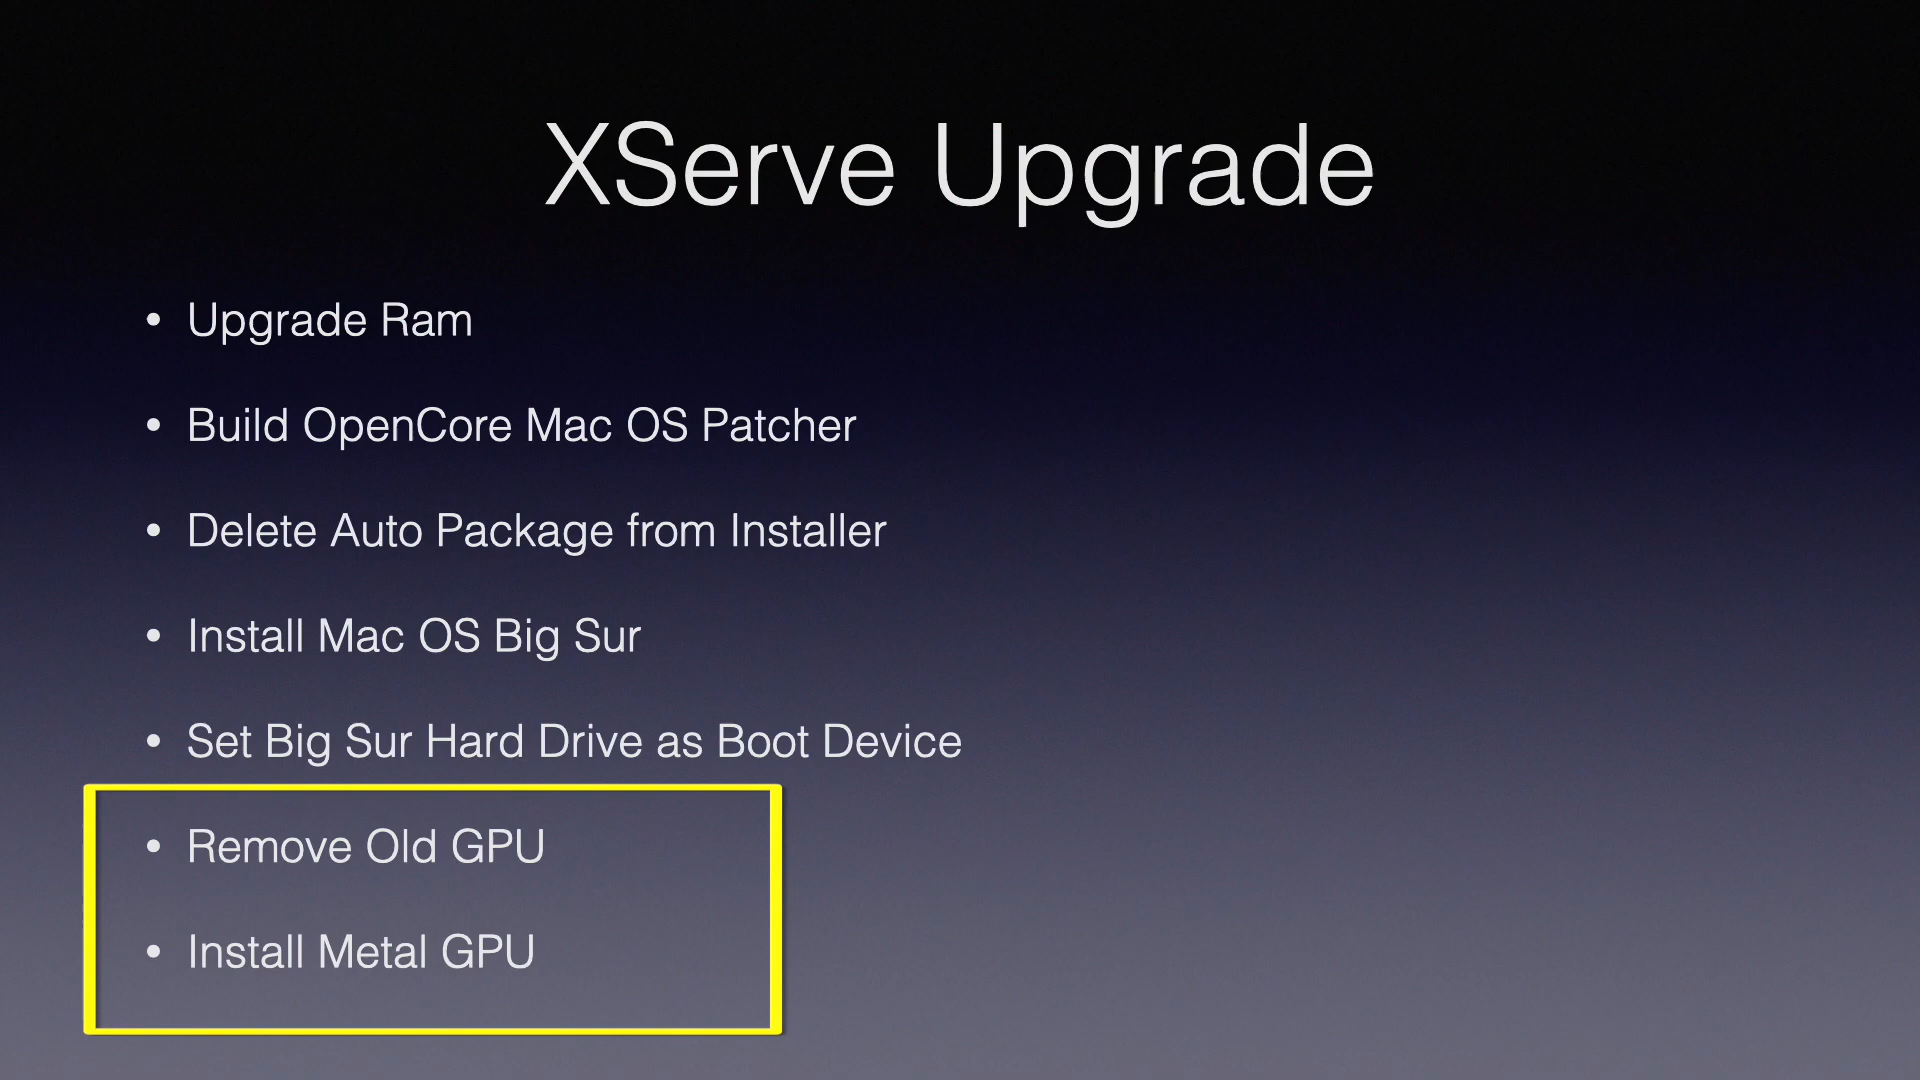 XServe Upgrade
• Upgrade Ram
• Build OpenCore Mac OS Patcher
• Delete Auto Package from Installer
• Install Mac OS Big Sur
• Set Big Sur Hard Drive as Boot Device
• Remove Old GPU
• Install Metal GPU